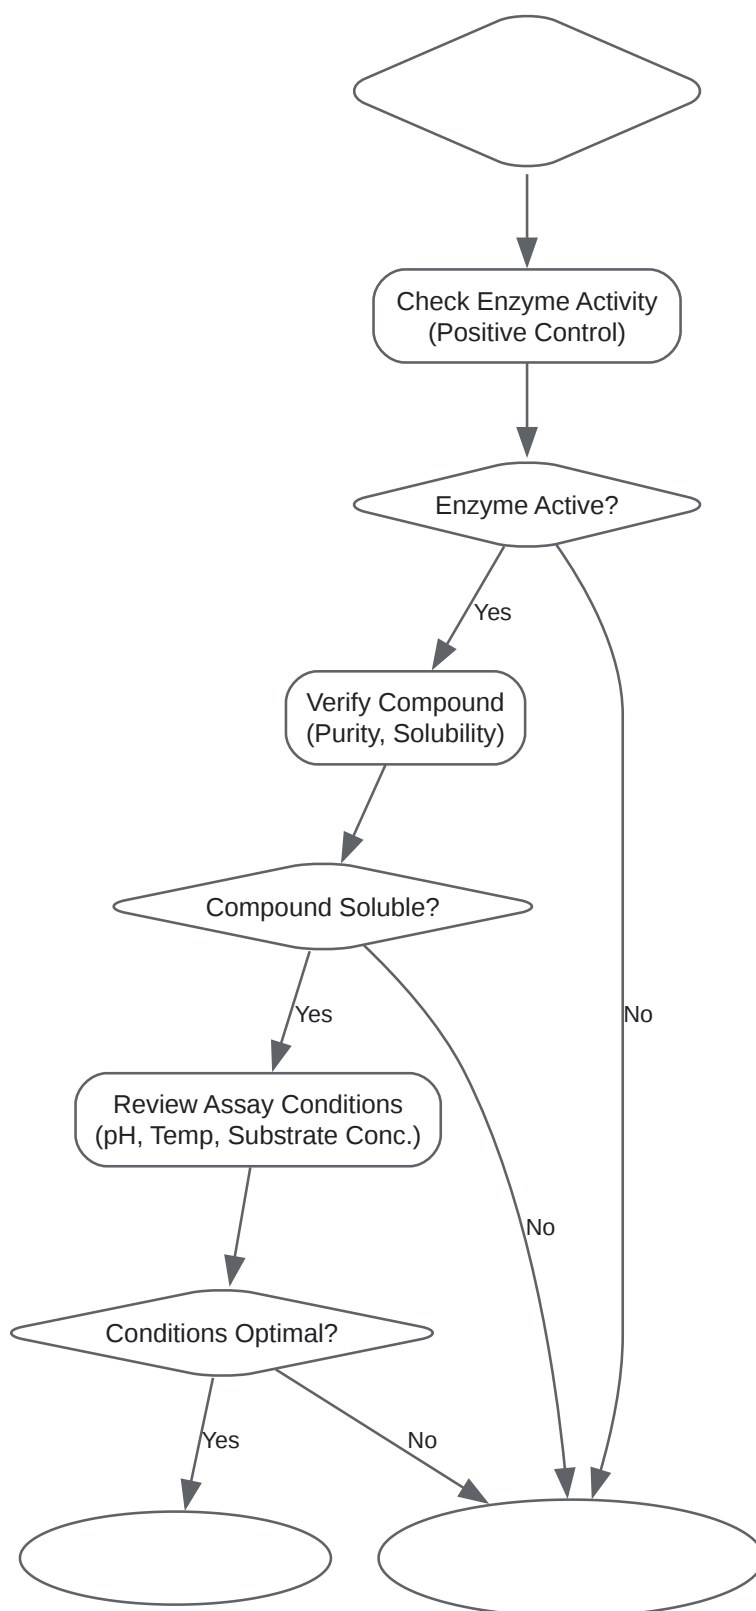 Check Enzyme Activity
(Positive Control)
Enzyme Active?
Yes
Verify Compound
(Purity, Solubility)
Compound Soluble?
Yes
No
Review Assay Conditions
(pH, Temp, Substrate Conc.)
No
Conditions Optimal?
Yes
No